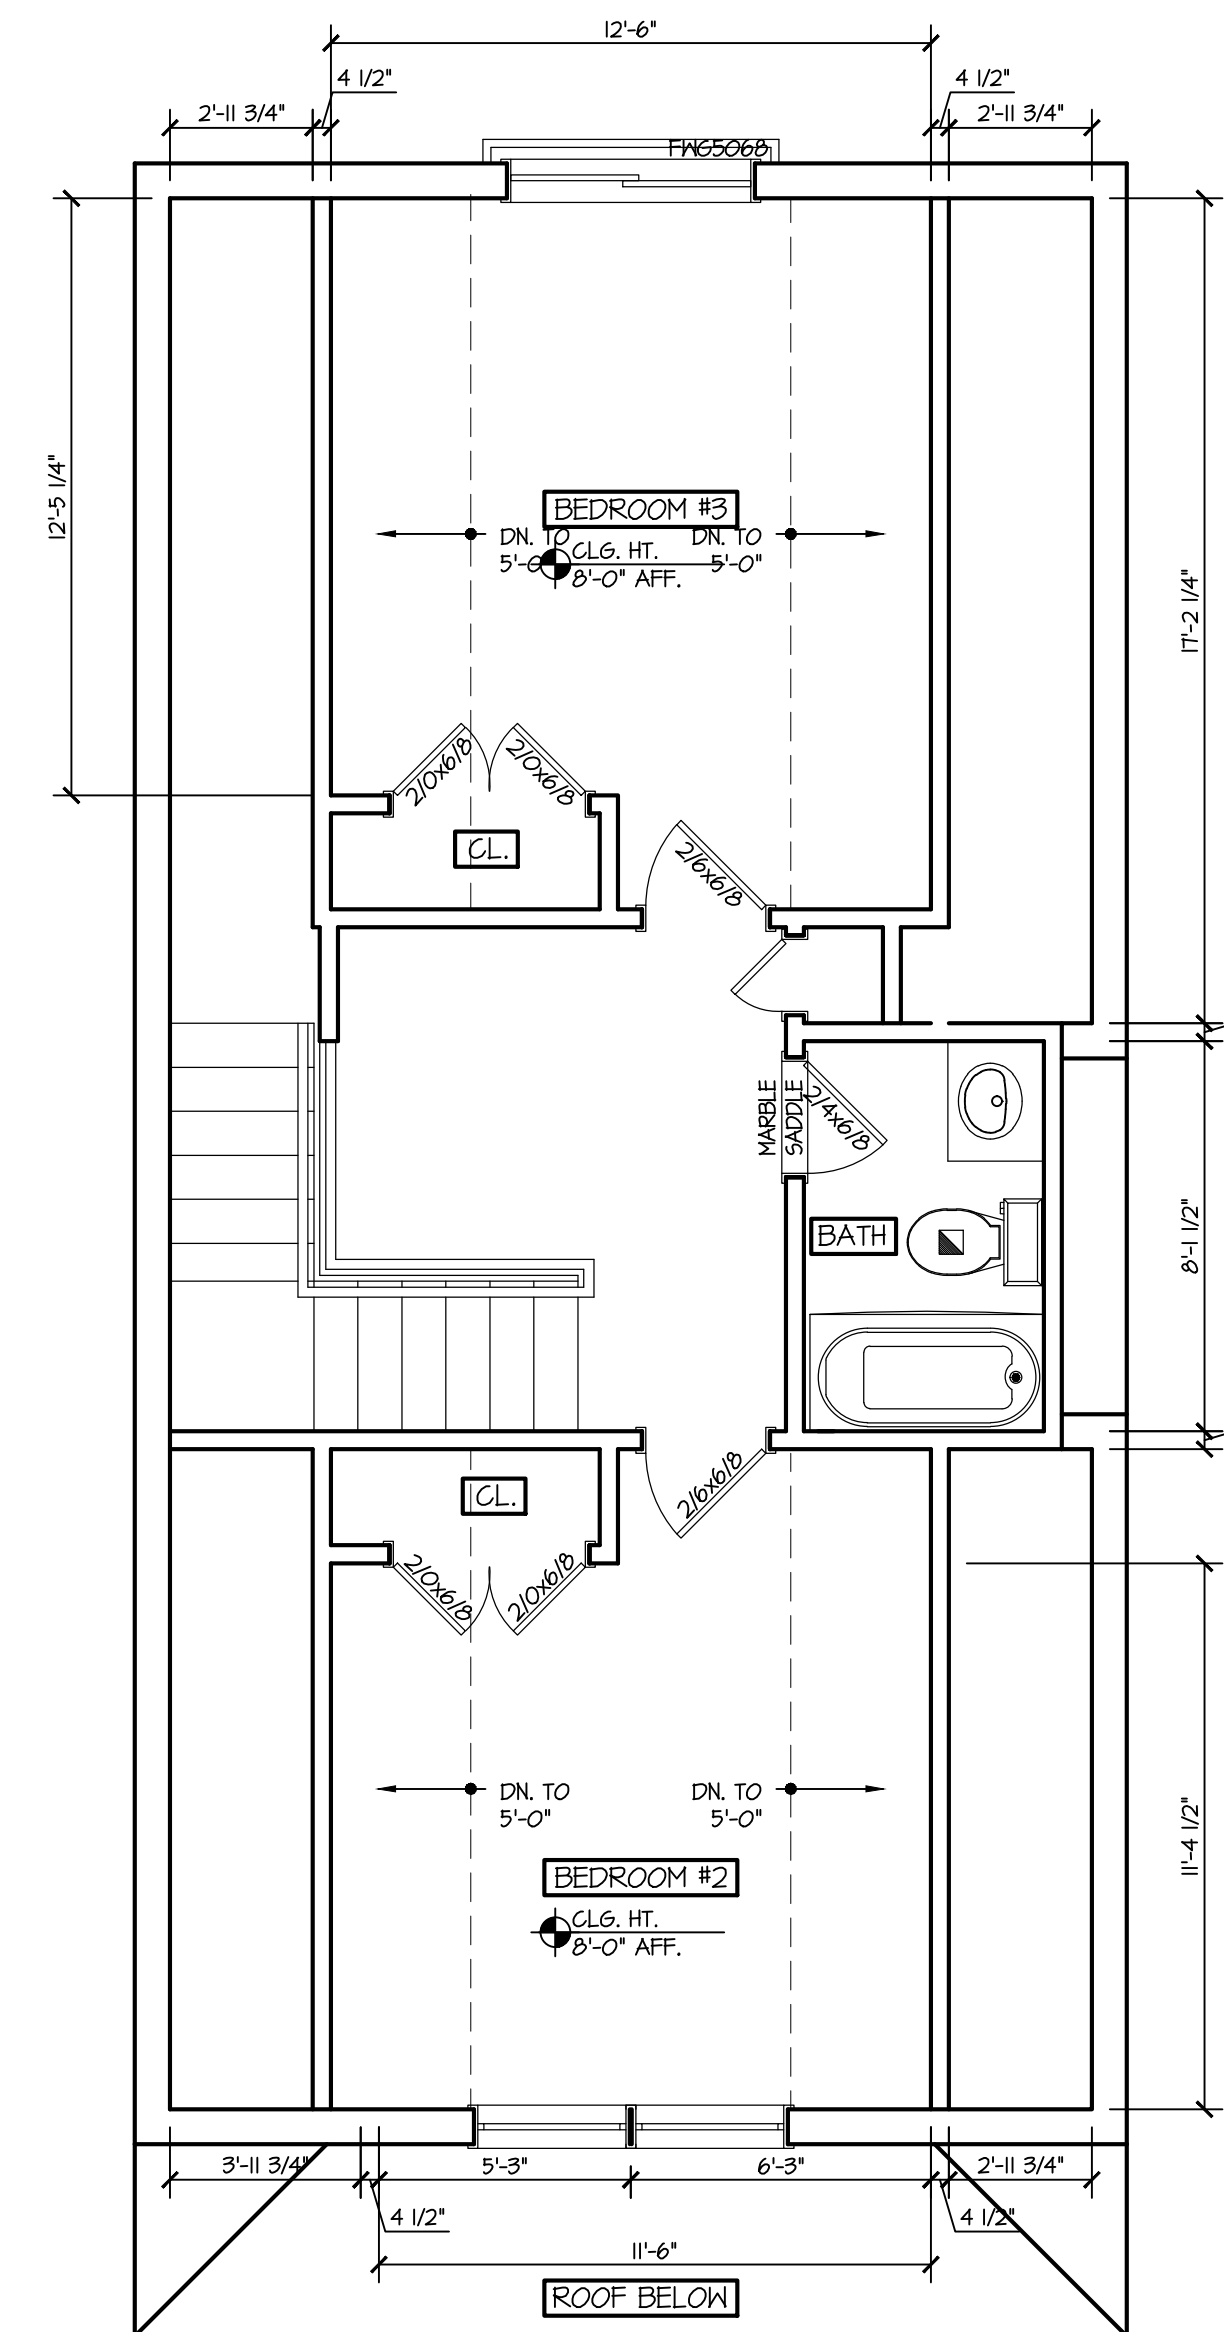 12'-6"
4 1/2"
4 1/2"
2'-11 3/4"
2'-11 3/4"
FWG5068
12'-5 1/4"
17'-2 1/4"
BEDROOM #3
DN. TO
5'-0"
DN. TO
5'-0"
CLG. HT.
8'-0" AFF.
2/0x6/8
2/0x6/8
CL.
2/6x6/8
MARBLE
SADDLE
2/4x6/8
BATH
8'-1 1/2"
CL.
2/6x6/8
2/0x6/8
2/0x6/8
DN. TO
5'-0"
DN. TO
5'-0"
11'-4 1/2"
BEDROOM #2
CLG. HT.
8'-0" AFF.
3'-11 3/4"
5'-3"
6'-3"
2'-11 3/4"
4 1/2"
4 1/2"
11'-6"
ROOF BELOW